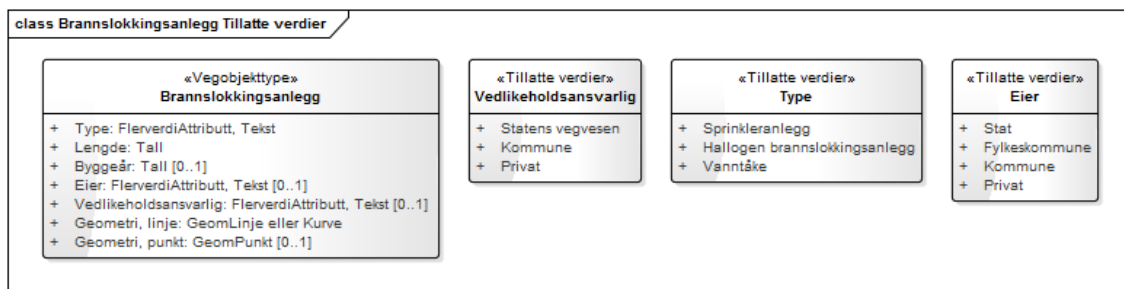 class Brannslokkingsanlegg Tillatte verdier
«Vegobjekttype»
Brannslokkingsanlegg
+ Type: FlerverdiAttributt, Tekst
+ Lengde: Tall
+ Byggeår: Tall [0..1]
+ Eier: FlerverdiAttributt, Tekst [0..1]
+ Vedlikeholdsansvarlig: FlerverdiAttributt, Tekst [0..1]
+ Geometri, linje: GeomLinje eller Kurve
+ Geometri, punkt: GeomPunkt [0..1]
«Tillatte verdier»
Vedlikeholdsansvarlig
+ Statens vegvesen
+ Kommune
+ Privat
«Tillatte verdier»
Type
+ Sprinkleranlegg
+ Hallogen brannslokkingsanlegg
+ Vanntåke
«Tillatte verdier»
Eier
+ Stat
+ Fylkeskommune
+ Kommune
+ Privat